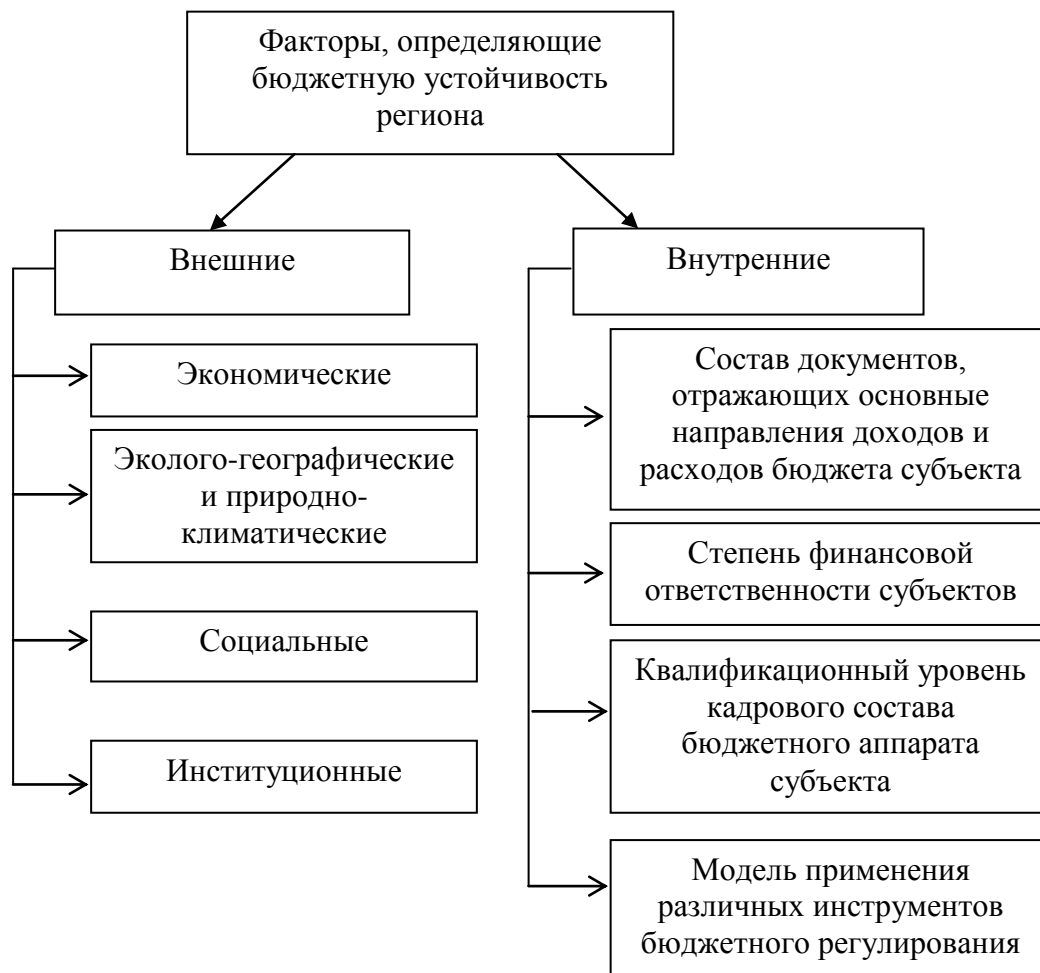 Факторы, определяющие
бюджетную устойчивость
региона
Внешние
Экономические
Эколого-географические
и природно-
климатические
Социальные
Институционные
Внутренние
Состав документов,
отражающих основные
направления доходов и
расходов бюджета субъекта
Степень финансовой
ответственности субъектов
Квалификационный уровень
кадрового состава
бюджетного аппарата
субъекта
Модель применения
различных инструментов
бюджетного регулирования